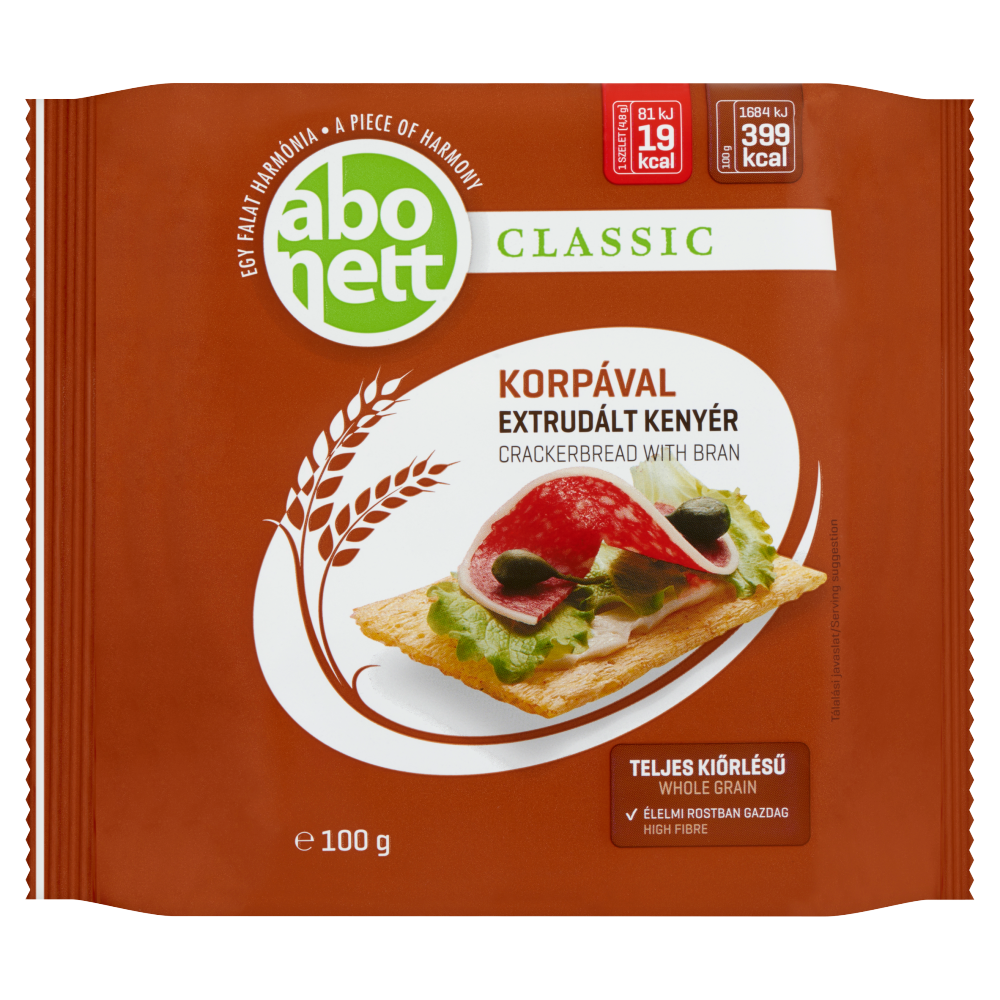 EGY FALAT HARMÓNIA • A PIECE OF HARMONY
abo
nett
CLASSIC
1 SZELET (4,8 g)
81 kJ
19
kcal
100 g
1684 kJ
399
kcal
KORPÁVAL
EXTRUDÁLT KENYÉR
CRACKERBREAD WITH BRAN
Tálalási javaslat/Serving suggestion
TELJES KIŐRLÉSŰ
WHOLE GRAIN
✓ ÉLELMI ROSTBAN GAZDAG
HIGH FIBRE
℮ 100 g